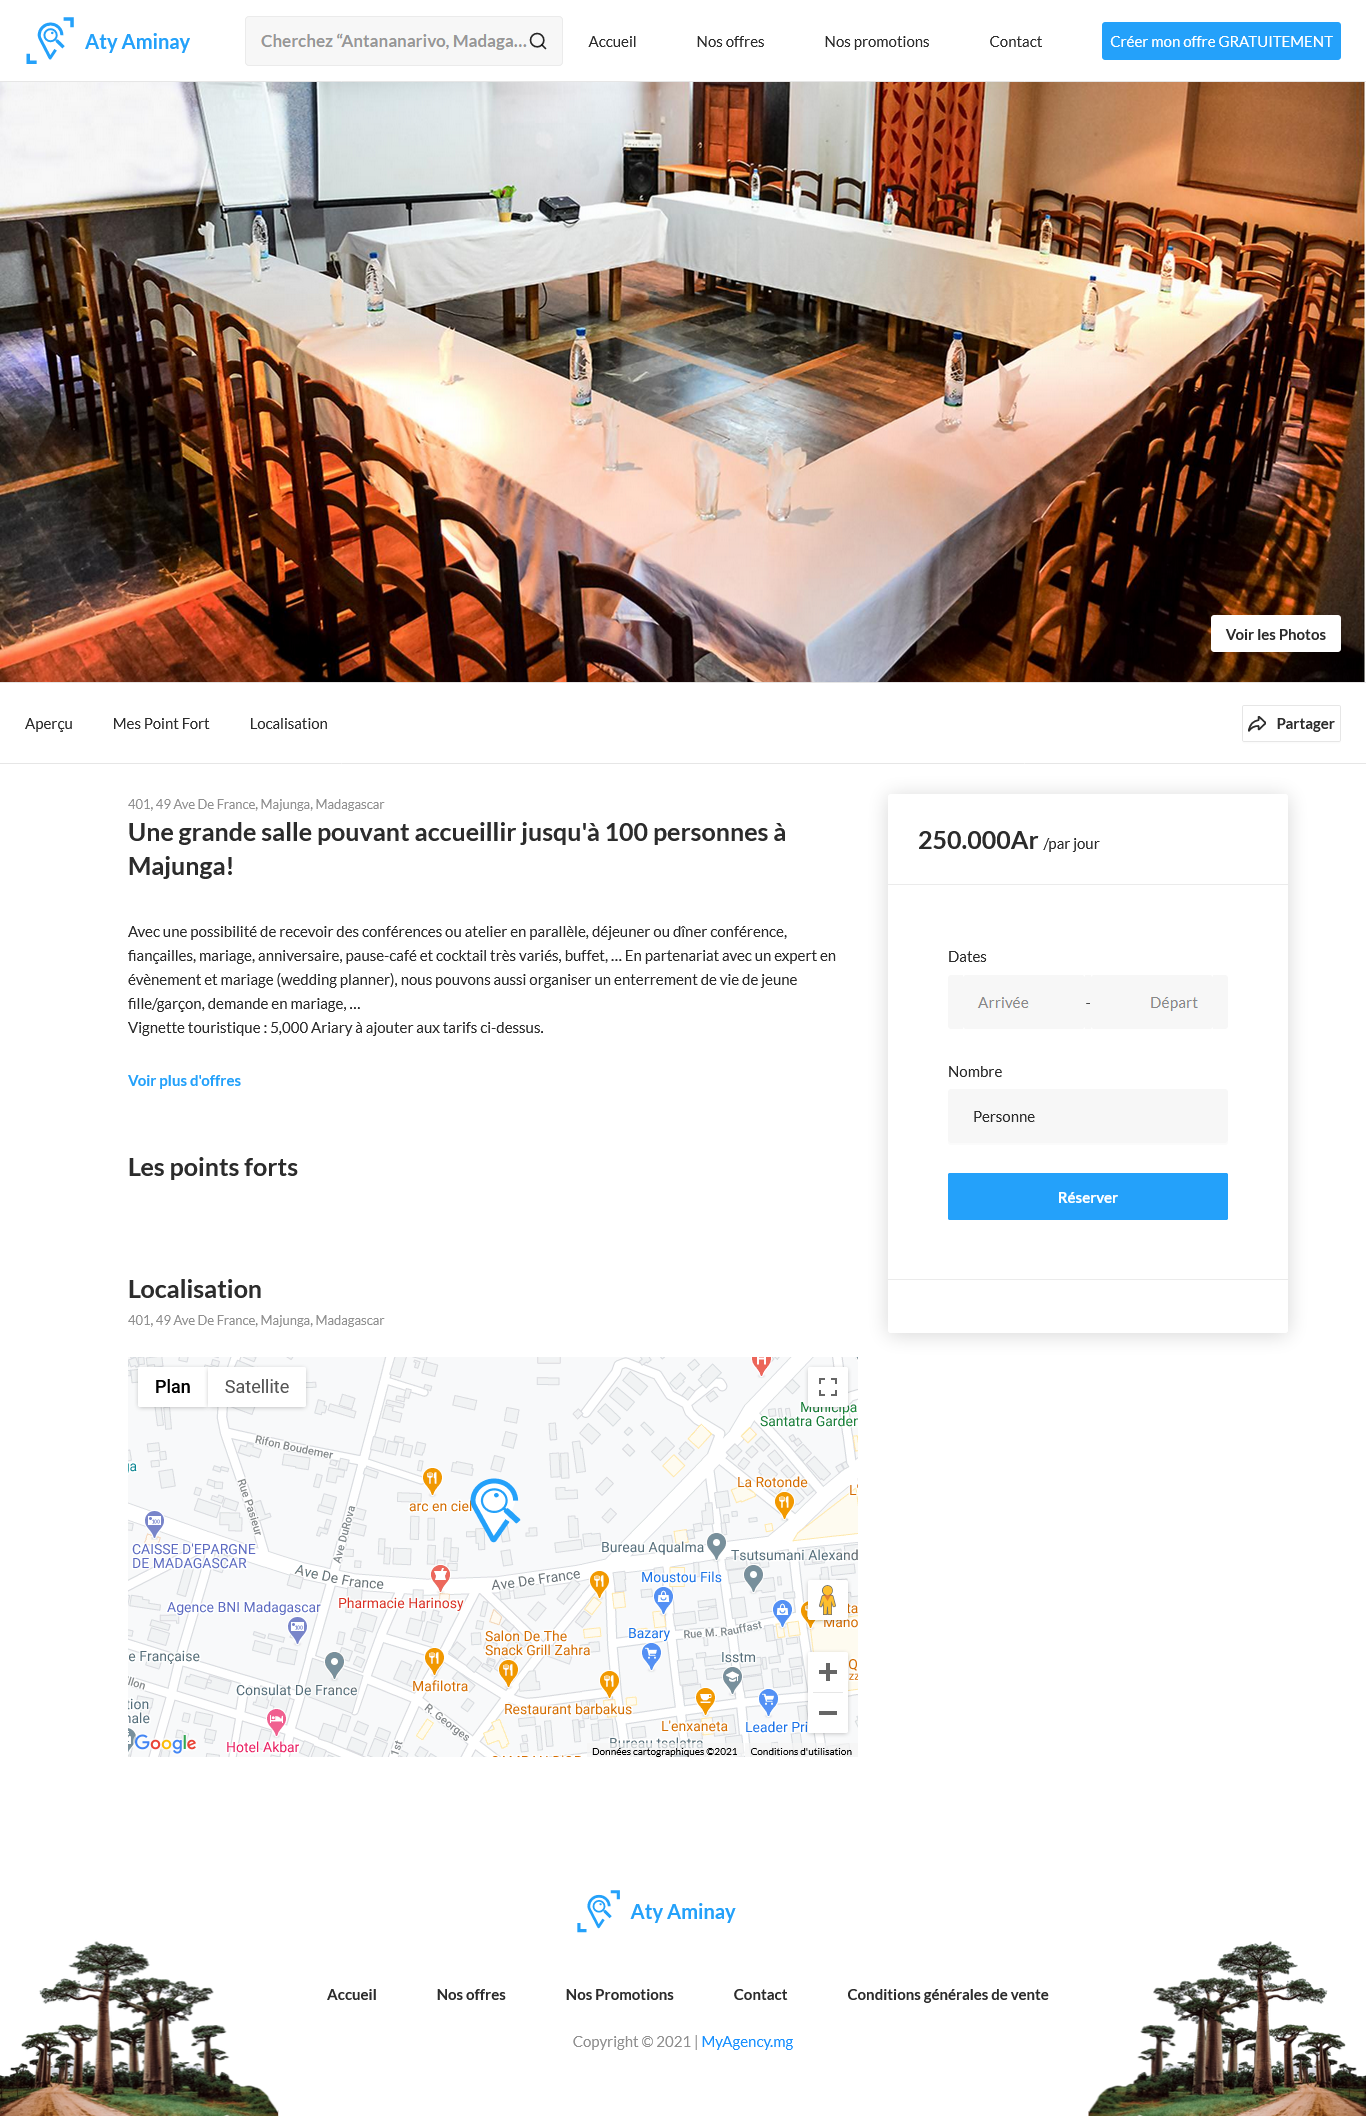 Aty Aminay
Cherchez “Antananarivo, Madaga...
Accueil
Nos offres
Nos promotions
Contact
Créer mon offre GRATUITEMENT
Voir les Photos
Aperçu
Mes Point Fort
Localisation
Partager
401, 49 Ave De France, Majunga, Madagascar
Une grande salle pouvant accueillir jusqu'à 100 personnes à
Majunga!
Avec une possibilité de recevoir des conférences ou atelier en parallèle, déjeuner ou dîner conférence,
fiançailles, mariage, anniversaire, pause-café et cocktail très variés, buffet, ... En partenariat avec un expert en
évènement et mariage (wedding planner), nous pouvons aussi organiser un enterrement de vie de jeune
fille/garçon, demande en mariage, ...
Vignette touristique : 5,000 Ariary à ajouter aux tarifs ci-dessus.
Voir plus d'offres
250.000Ar /par jour
Dates
Arrivée - Départ
Nombre
Personne
Réserver
Les points forts
Localisation
401, 49 Ave De France, Majunga, Madagascar
Plan
Satellite
Municipa
Santatra Garder
Rifon Boudemer
ga
Rue Pasieur
Ave DuRova
arc en ciel
La Rotonde
L'
CAISSE D'EPARGNE
DE MADAGASCAR
Bureau Aqualma
Tsutsumani Alexand
Ave De France
Ave De France
Moustou Fils
Pharmacie Harinosy
Agence BNI Madagascar
Mano
Bazary
Rue M. Rauffast
Salon De The
Snack Grill Zahra
e Française
Isstm
Consulat De France
Mafilotra
Restaurant barbakus
R. Georges
L'enxaneta
Leader Pri
tion
nale
Hotel Akbar
1st
Bureau tselatra
Google
Données cartographiques ©2021
Conditions d'utilisation
Aty Aminay
Accueil
Nos offres
Nos Promotions
Contact
Conditions générales de vente
Copyright © 2021 | MyAgency.mg